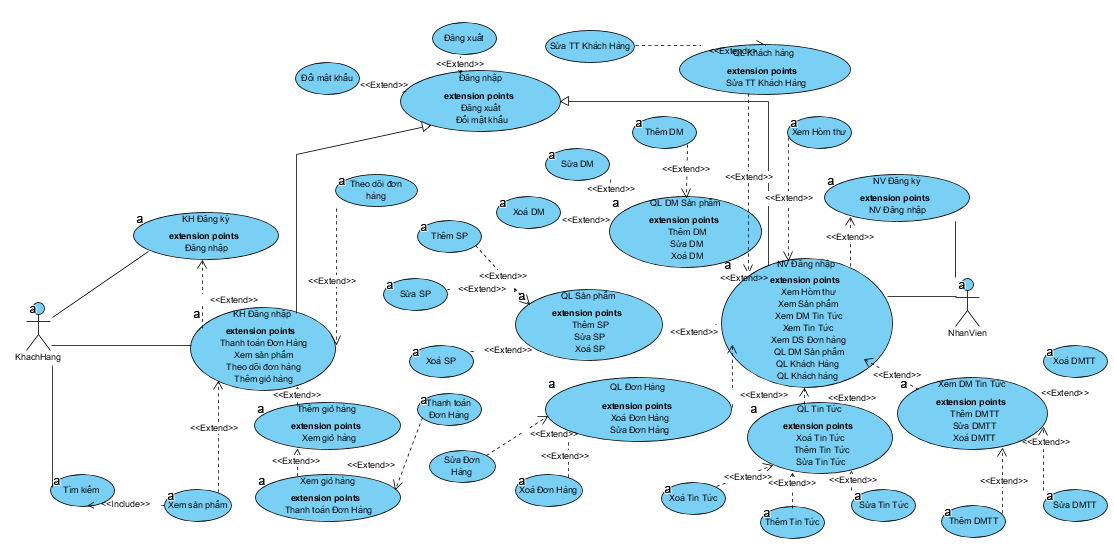 Đăng xuất
<<Extend>>
Đổi mật khẩu
<<Extend>>
Đăng nhập
extension points
Đăng xuất
Đổi mật khẩu
Sửa TT Khách Hàng
<<Extend>>
QL Khách hàng
extension points
Sửa TT Khách Hàng
a
Thêm DM
a
Xem Hòm thư
a
Sửa DM
<<Extend>>
<<Extend>>
<<Extend>>
a
Theo dõi đơn
hàng
<<Extend>>
a
NV Đăng ký
extension points
NV Đăng nhập
a
Xoá DM
<<Extend>>
a
QL DM Sản phẩm
extension points
Thêm DM
Sửa DM
Xoá DM
<<Extend>>
a
KH Đăng ký
extension points
Đăng nhập
a
Thêm SP
<<Extend>>
<<Extend>>
<<Extend>>
a
Sửa SP
<<Extend>>
<<Extend>>
<<Extend>>
a
NV Đăng nhập
extension points
Xem Hòm thư
Xem Sản phẩm
Xem DM Tin Tức
Xem Tin Tức
Xem DS Đơn hàng
QL DM Sản phẩm
QL Khách Hàng
QL Khách hàng
a
NhanVien
a
KhachHang
<<Extend>>
a
KH Đăng nhập
extension points
Thanh toán Đơn Hàng
Xem sản phẩm
Theo dõi đơn hàng
Thêm giỏ hàng
a
QL Sản phẩm
extension points
Thêm SP
Sửa SP
Xoá SP
<<Extend>>
a
Xoá SP
<<Extend>>
a
Xoá DMTT
<<Extend>>
<<Extend>>
<<Extend>>
<<Extend>>
a
QL Đơn Hàng
extension points
Xoá Đơn Hàng
Sửa Đơn Hàng
a
Xem DM Tin Tức
extension points
Thêm DMTT
Sửa DMTT
Xoá DMTT
a
Thêm giỏ hàng
extension points
Xem giỏ hàng
a
Thanh toán
Đơn Hàng
a
QL Tin Tức
extension points
Xoá Tin Tức
Thêm Tin Tức
Sửa Tin Tức
<<Extend>>
<<Extend>>
<<Extend>>
<<Extend>>
<<Extend>>
a
Sửa Đơn
Hàng
<<Extend>>
<<Extend>>
<<Extend>>
<<Extend>>
<<Extend>>
<<Extend>>
a
Tìm kiếm
<<Include>>
a
Xem sản phẩm
a
Xem giỏ hàng
extension points
Thanh toán Đơn Hàng
a
Xoá Đơn Hàng
a
Xoá Tin Tức
a
Thêm Tin Tức
a
Sửa Tin Tức
a
Thêm DMTT
a
Sửa DMTT